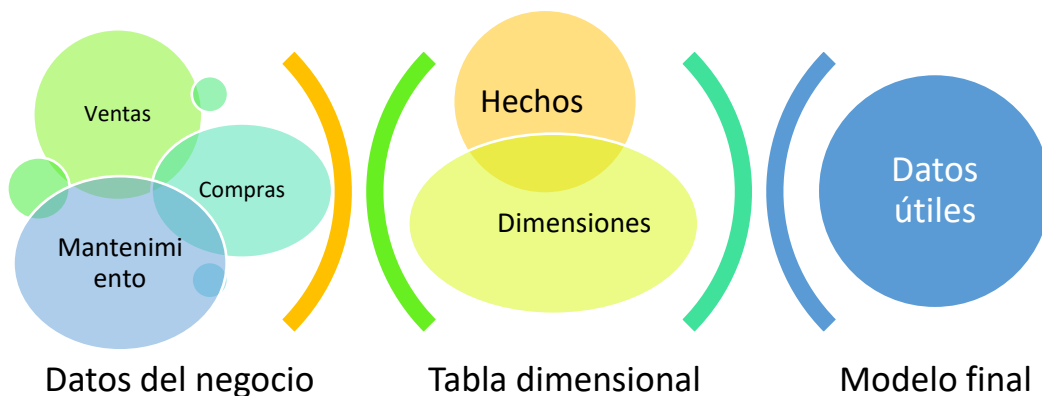 Ventas
Compras
Mantenimi
ento
Hechos
Dimensiones
Datos
útiles
Datos del negocio
Tabla dimensional
Modelo final